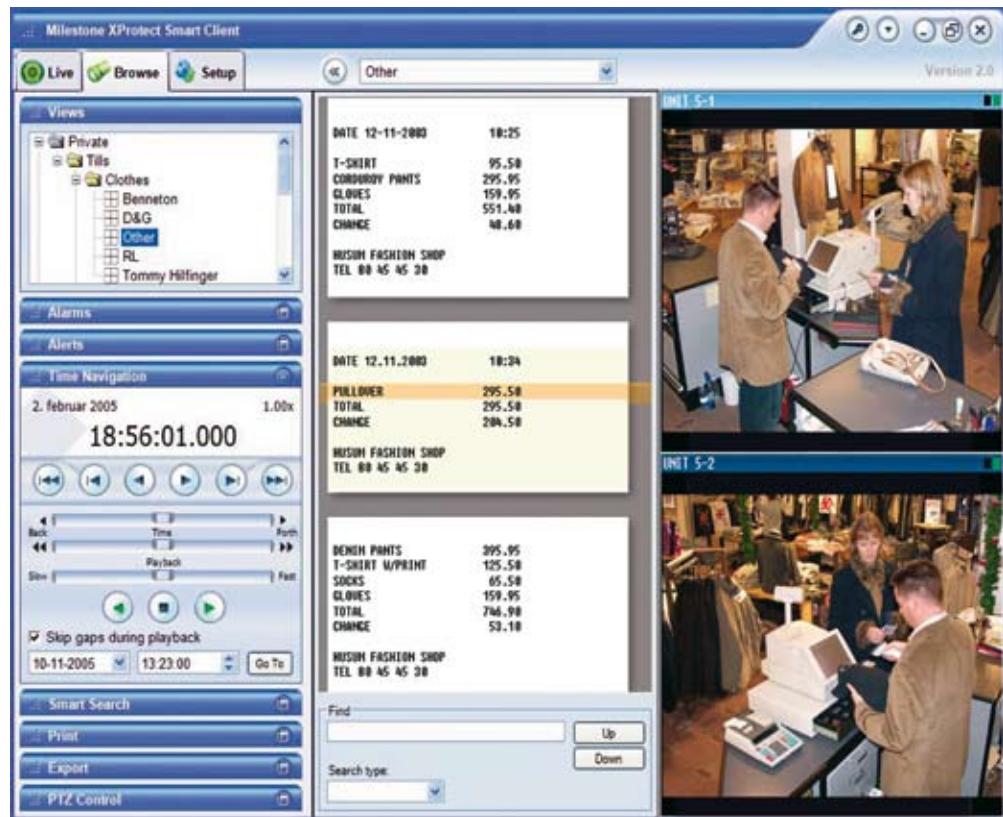 Milestone XProtect Smart Client
Live
Browse
Setup
Other
Version 2.0
Views
Private
Tills
Clothes
Benneton
D&G
Other
RL
Tommy Hilfinger
Alarms
Alerts
Time Navigation
2. februar 2005 1.00x
18:56:01.000
Back Time Forth
Playback
Slow Fast
Skip gaps during playback
10-11-2005 13:23:00 Go To
Smart Search
Print
Export
PTZ Control
DATE 12-11-2003 10:25
T-SHIRT 95.50
CORDUROY PANTS 295.95
GLOVES 159.95
TOTAL 551.40
CHANGE 48.60
HUSUM FASHION SHOP
TEL 80 45 45 30
DATE 12.11.2003 10:34
PULLOVER 295.50
TOTAL 295.50
CHANGE 204.50
HUSUM FASHION SHOP
TEL 80 45 45 30
DENIM PANTS 395.95
T-SHIRT W/PRINT 125.50
SOCKS 65.50
GLOVES 159.95
TOTAL 746.90
CHANGE 53.10
HUSUM FASHION SHOP
TEL 80 45 45 30
Find
Up
Down
Search type:
UNIT 5-1
UNIT 5-2